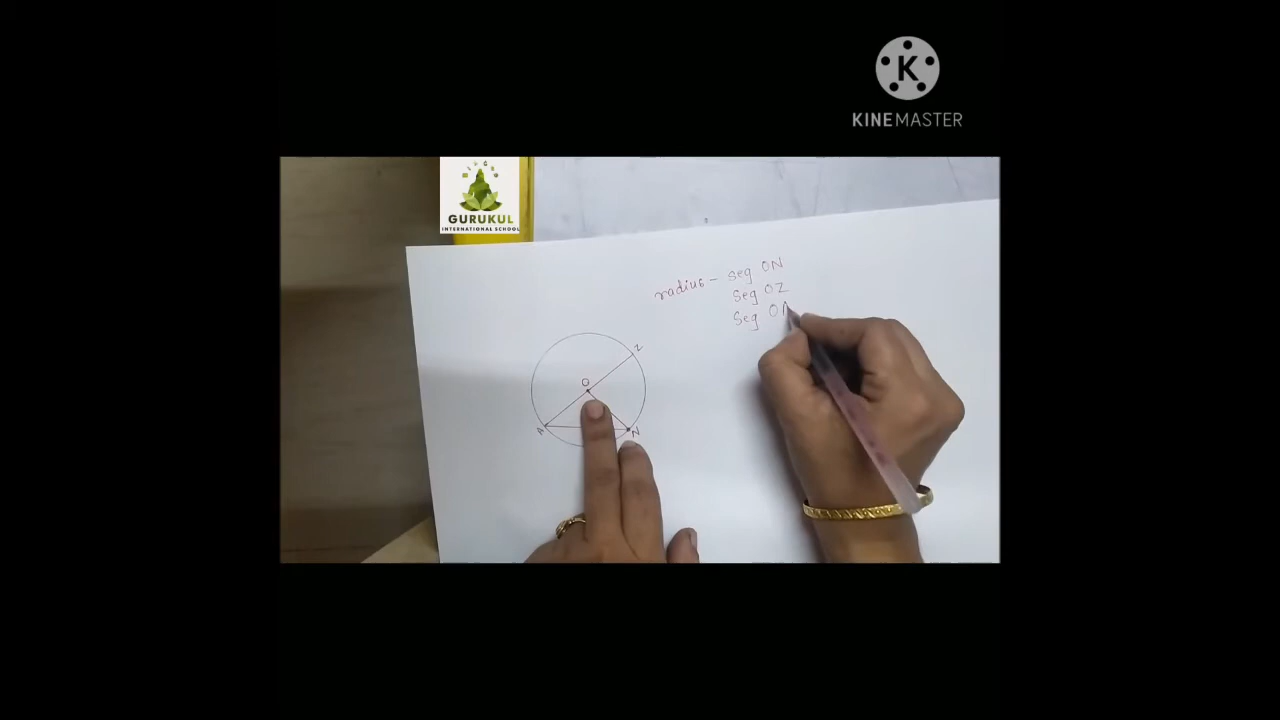 K
KINEMASTER
GURUKUL
INTERNATIONAL SCHOOL
radius - seg ON
seg OZ
seg OA
Z
O
A
N